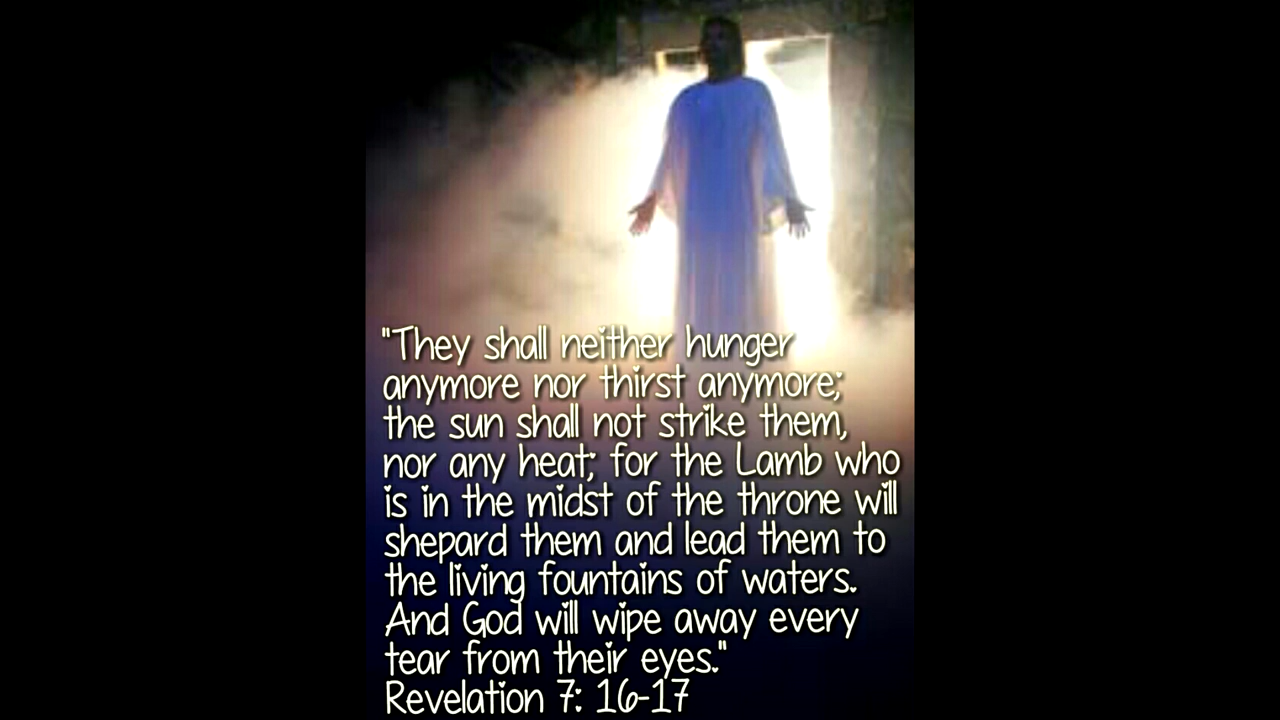 "They shall neither hunger
anymore nor thirst anymore;
the sun shall not strike them,
nor any heat; for the Lamb who
is in the midst of the throne will
shepard them and lead them to
the living fountains of waters.
And God will wipe away every
tear from their eyes."
Revelation 7: 16-17